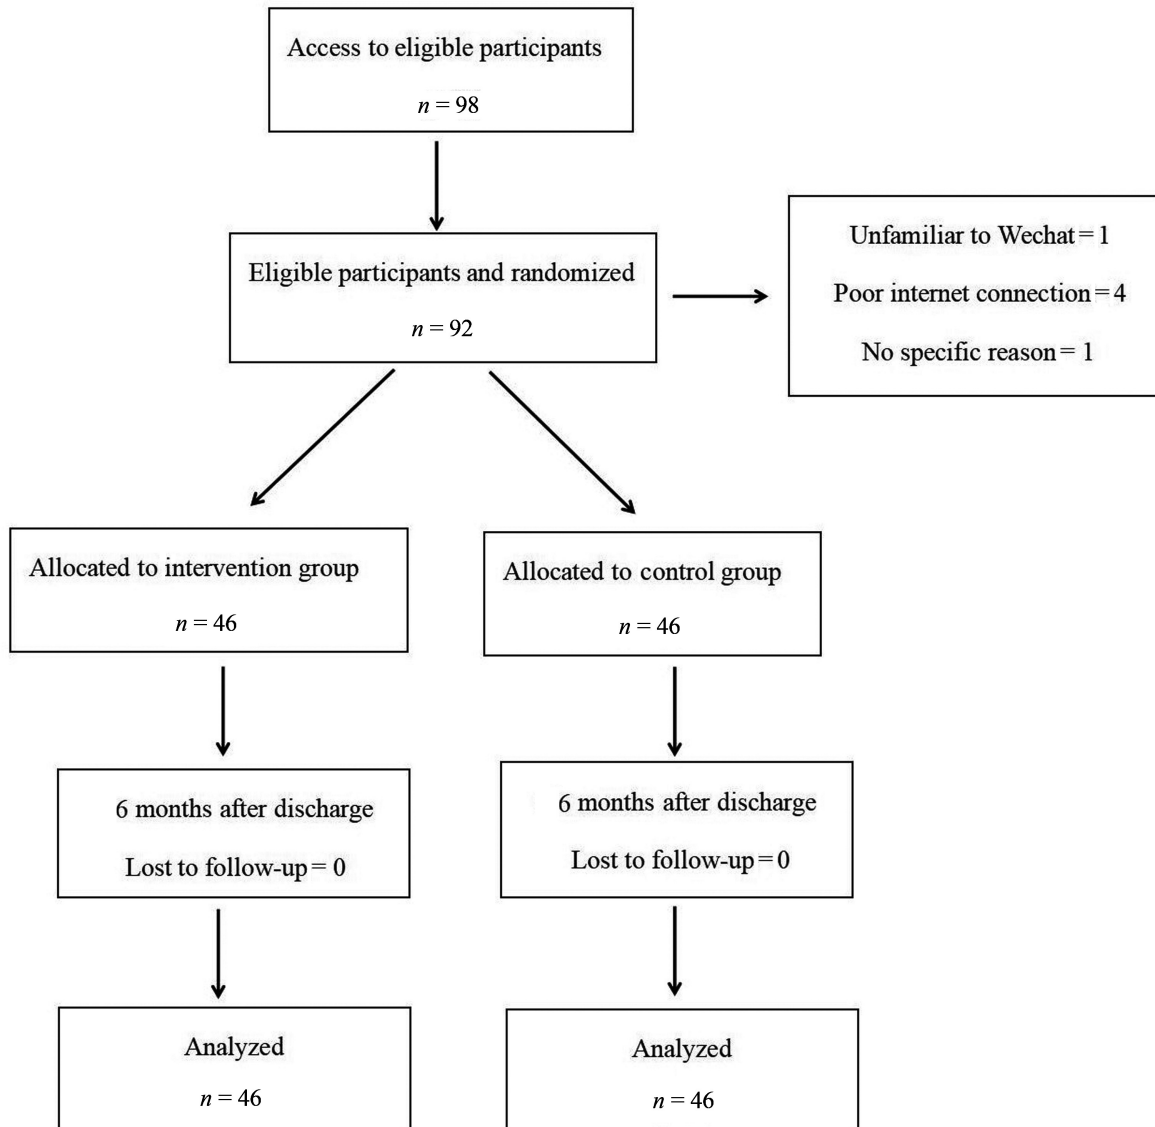 Access to eligible participants
n = 98
Eligible participants and randomized
n = 92
Unfamiliar to Wechat = 1
Poor internet connection = 4
No specific reason = 1
Allocated to intervention group
n = 46
Allocated to control group
n = 46
6 months after discharge
Lost to follow-up = 0
6 months after discharge
Lost to follow-up = 0
Analyzed
n = 46
Analyzed
n = 46